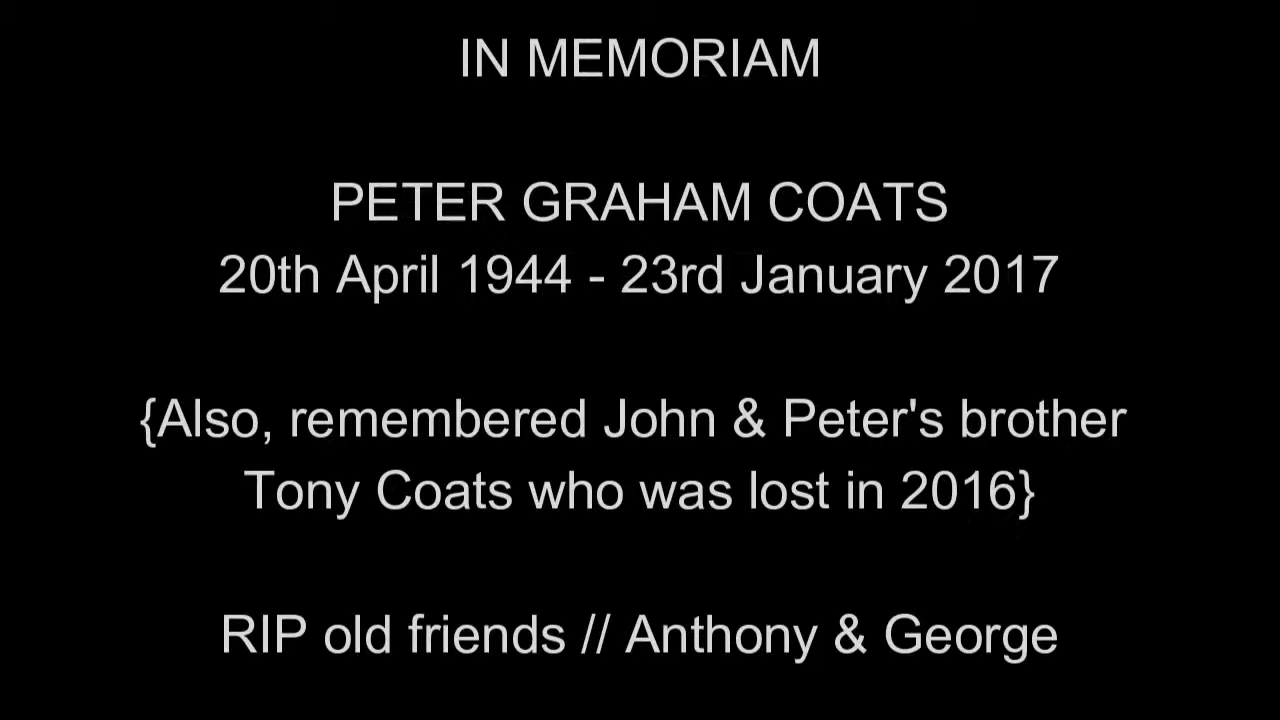 IN MEMORIAM
PETER GRAHAM COATS
20th April 1944 - 23rd January 2017
{Also, remembered John & Peter's brother
Tony Coats who was lost in 2016}
RIP old friends // Anthony & George